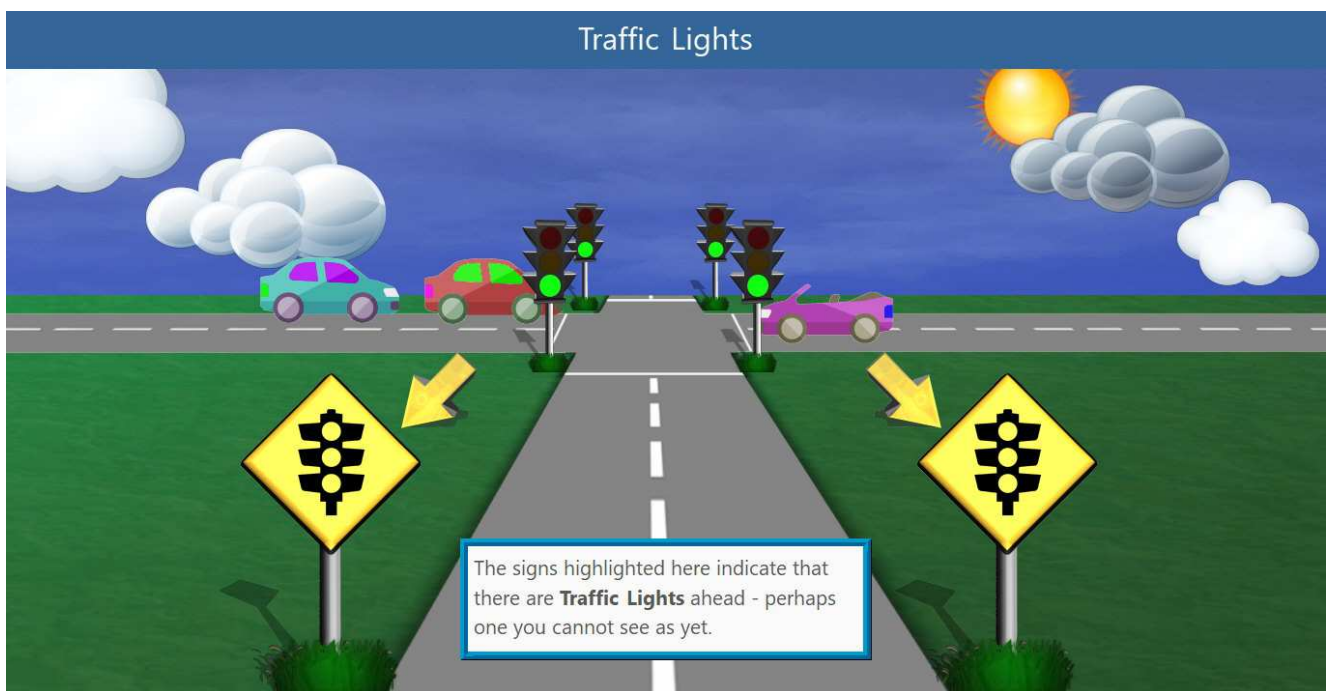 Traffic Lights
The signs highlighted here indicate that
there are Traffic Lights ahead - perhaps
one you cannot see as yet.